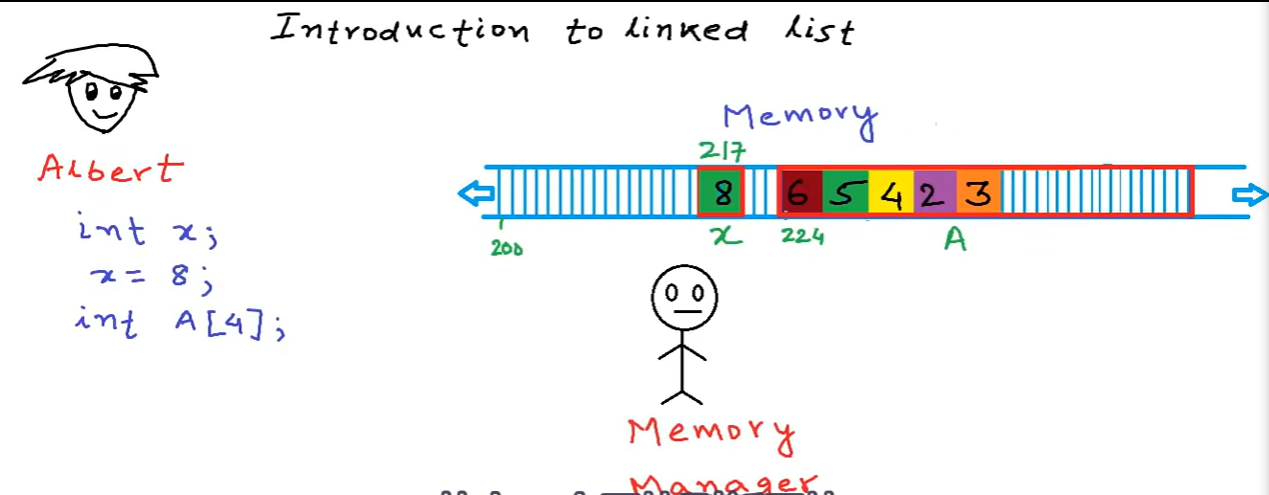 Introduction to linked list
Albert
int x;
x = 8;
int A[4];
Memory
217
8 6 5 4 2 3
200 x 224 A
Memory
Manager